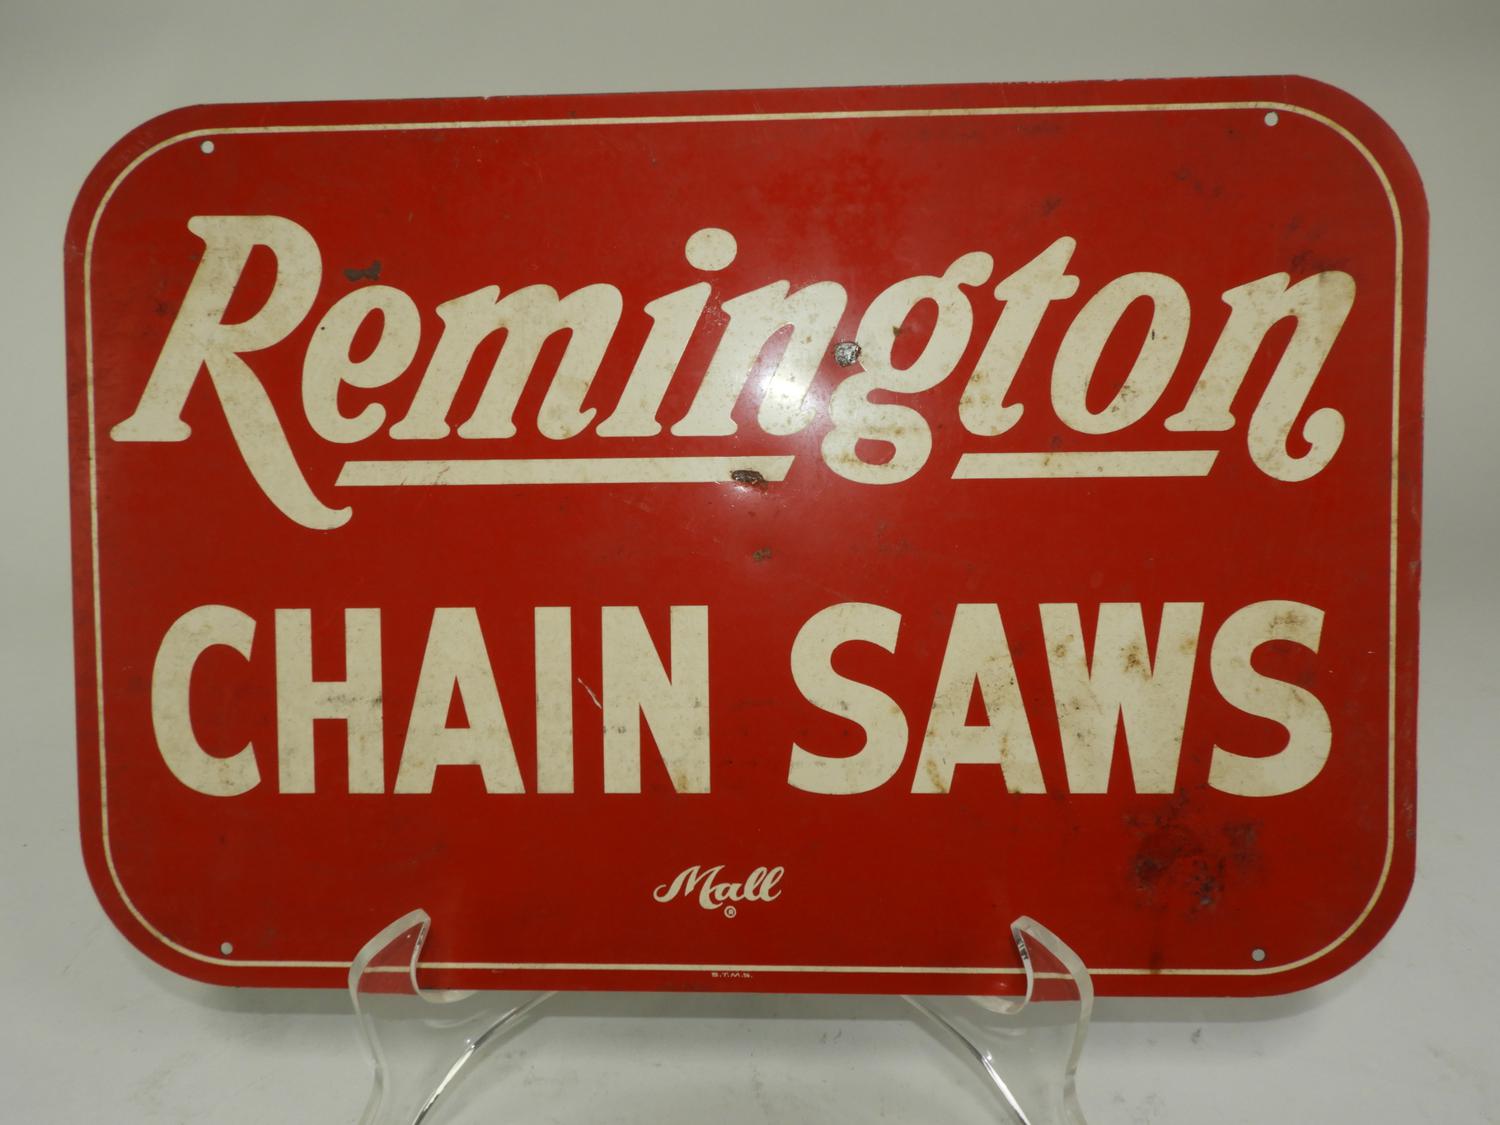 Remington
CHAIN SAWS
Mall
®
S.T.M.S.